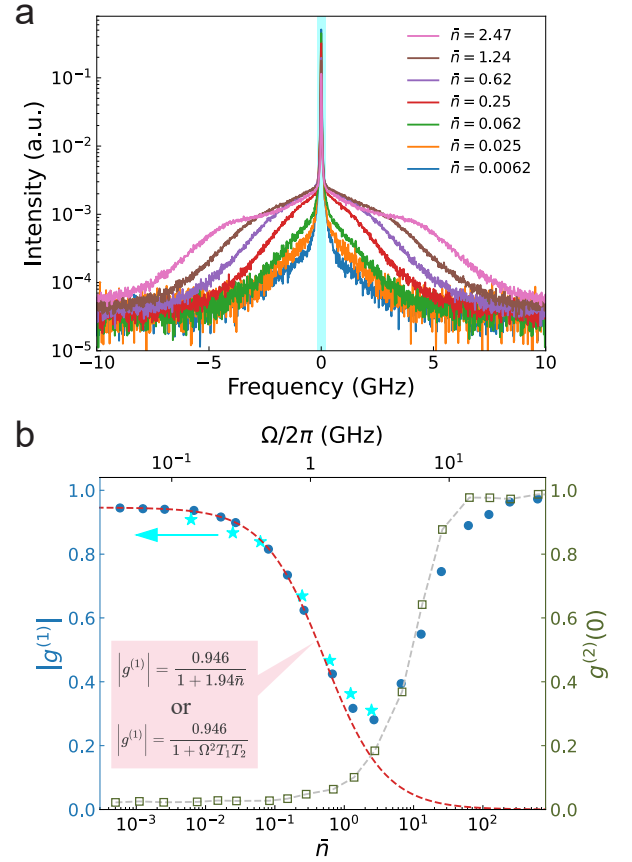 a
Intensity (a.u.)
10⁻¹
10⁻²
10⁻³
10⁻⁴
10⁻⁵
n̄ = 2.47
n̄ = 1.24
n̄ = 0.62
n̄ = 0.25
n̄ = 0.062
n̄ = 0.025
n̄ = 0.0062
−10 −5 0 5 10
Frequency (GHz)
b
Ω/2π (GHz)
10⁻¹ 1 10¹
|g⁽¹⁾|
1.0 1.0
0.8 0.8
0.6 0.6
0.4 0.4
0.2 0.2
0.0 0.0
g⁽²⁾(0)
|g⁽¹⁾| = 0.946 / 1 + 1.94n̄
or
|g⁽¹⁾| = 0.946 / 1 + Ω²T₁T₂
10⁻³ 10⁻² 10⁻¹ 10⁰ 10¹ 10²
n̄